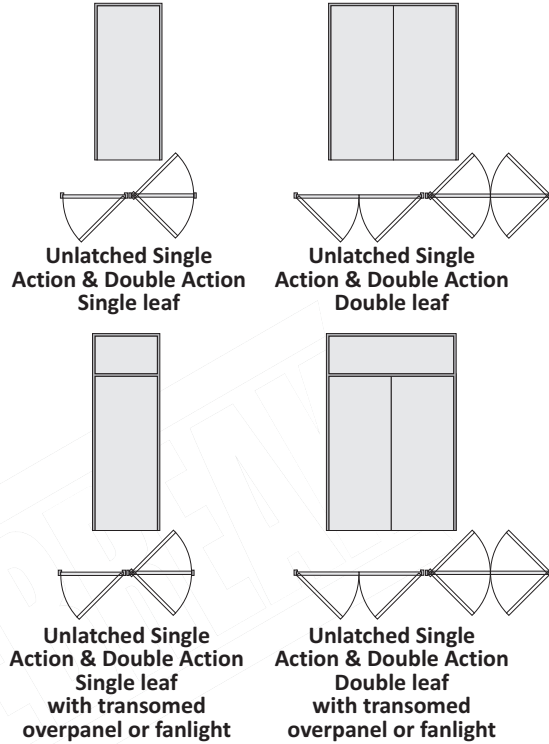 Unlatched Single
Action & Double Action
Single leaf
Unlatched Single
Action & Double Action
Double leaf
Unlatched Single
Action & Double Action
Single leaf
with transomed
overpanel or fanlight
Unlatched Single
Action & Double Action
Double leaf
with transomed
overpanel or fanlight